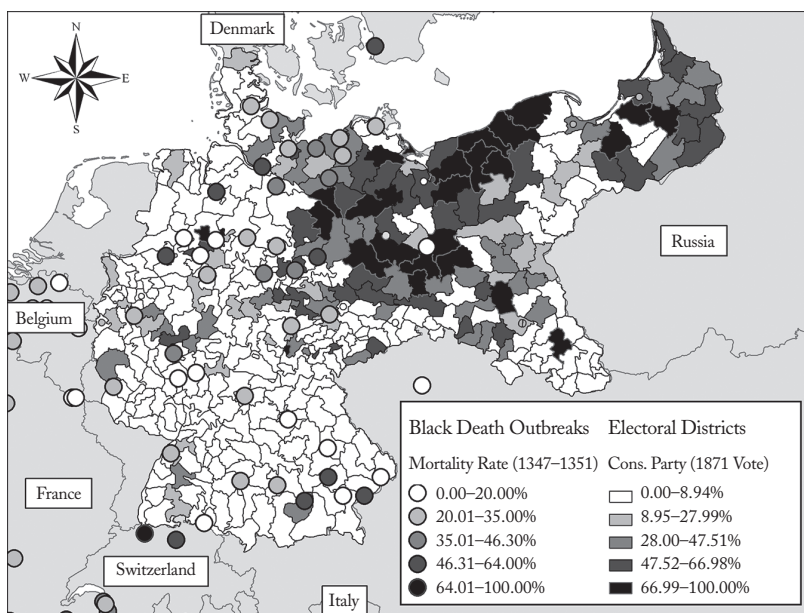 Denmark
N
W
E
S
Russia
Belgium
France
Switzerland
Italy
Black Death Outbreaks
Mortality Rate (1347–1351)
0.00–20.00%
20.01–35.00%
35.01–46.30%
46.31–64.00%
64.01–100.00%
Electoral Districts
Cons. Party (1871 Vote)
0.00–8.94%
8.95–27.99%
28.00–47.51%
47.52–66.98%
66.99–100.00%